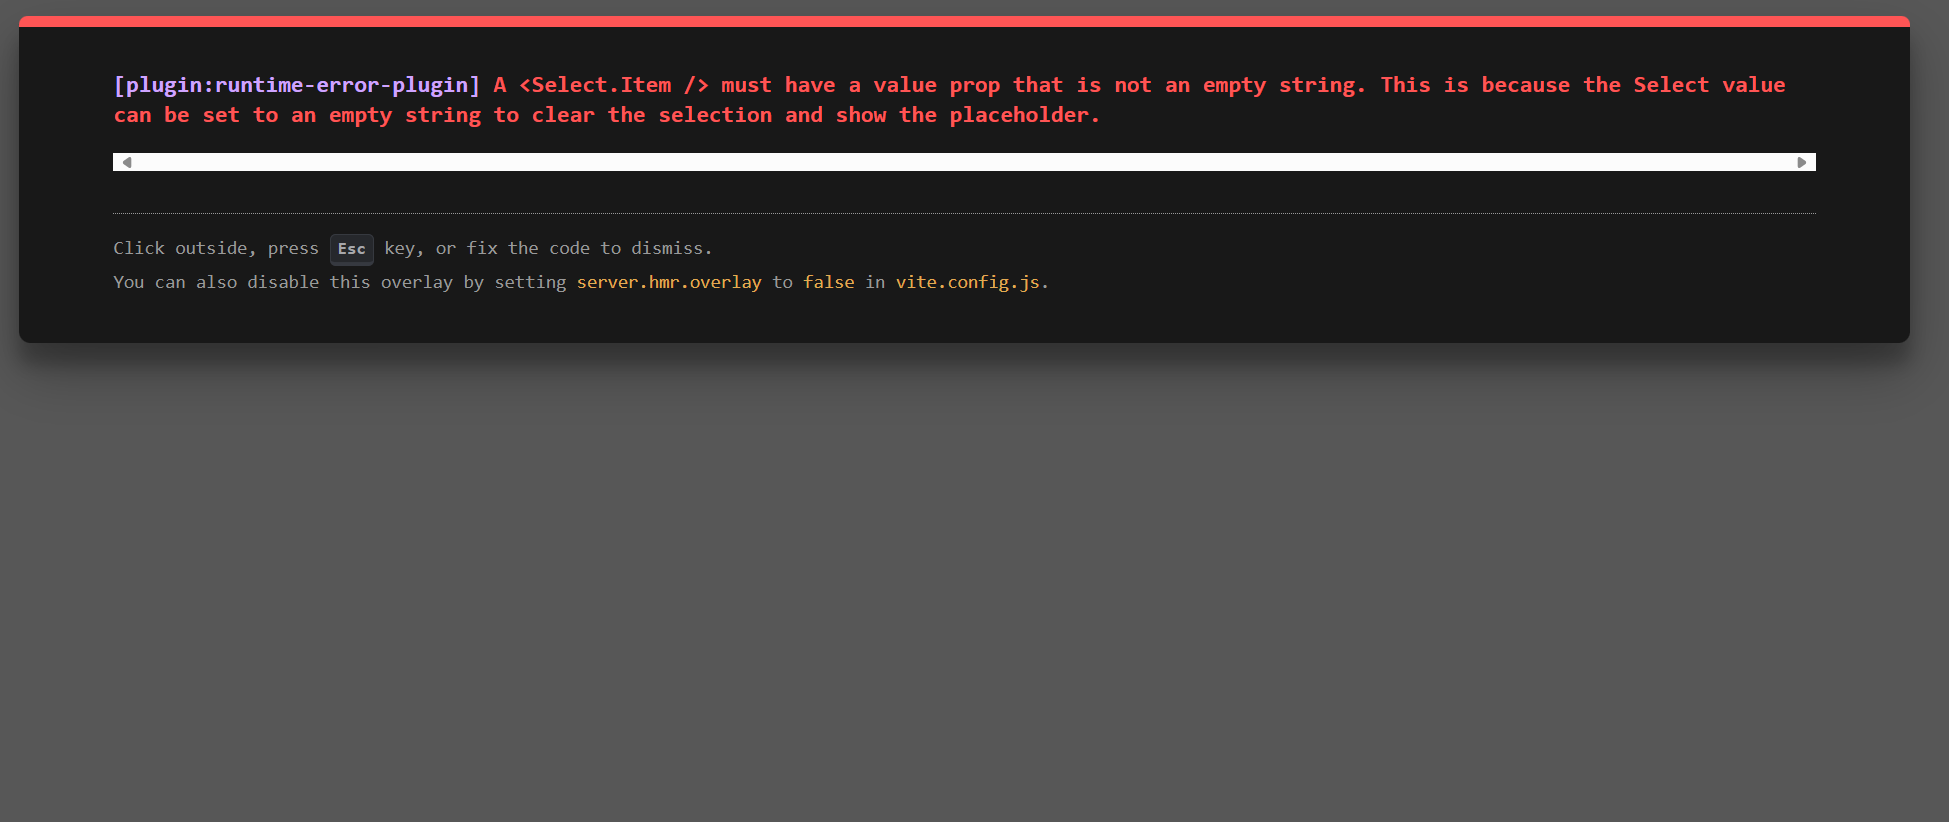 [plugin:runtime-error-plugin] A <Select.Item /> must have a value prop that is not an empty string. This is because the Select value
can be set to an empty string to clear the selection and show the placeholder.
Click outside, press Esc key, or fix the code to dismiss.
You can also disable this overlay by setting server.hmr.overlay to false in vite.config.js.